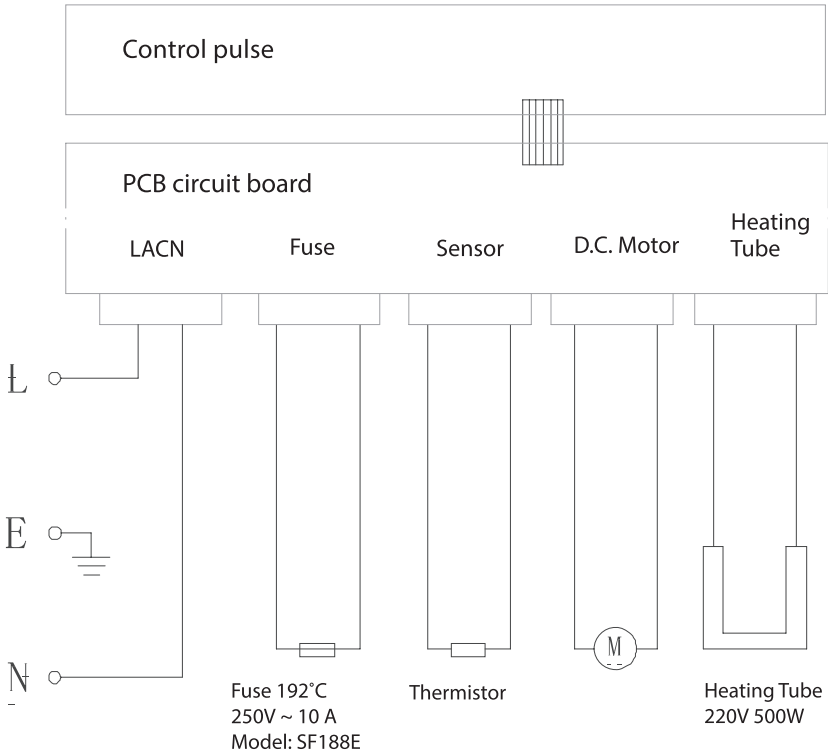 Control pulse
PCB circuit board
LACN
Fuse
Sensor
D.C. Motor
Heating
Tube
L
E
N
M
Fuse 192˚C
250V ~ 10 A
Model: SF188E
Thermistor
Heating Tube
220V 500W